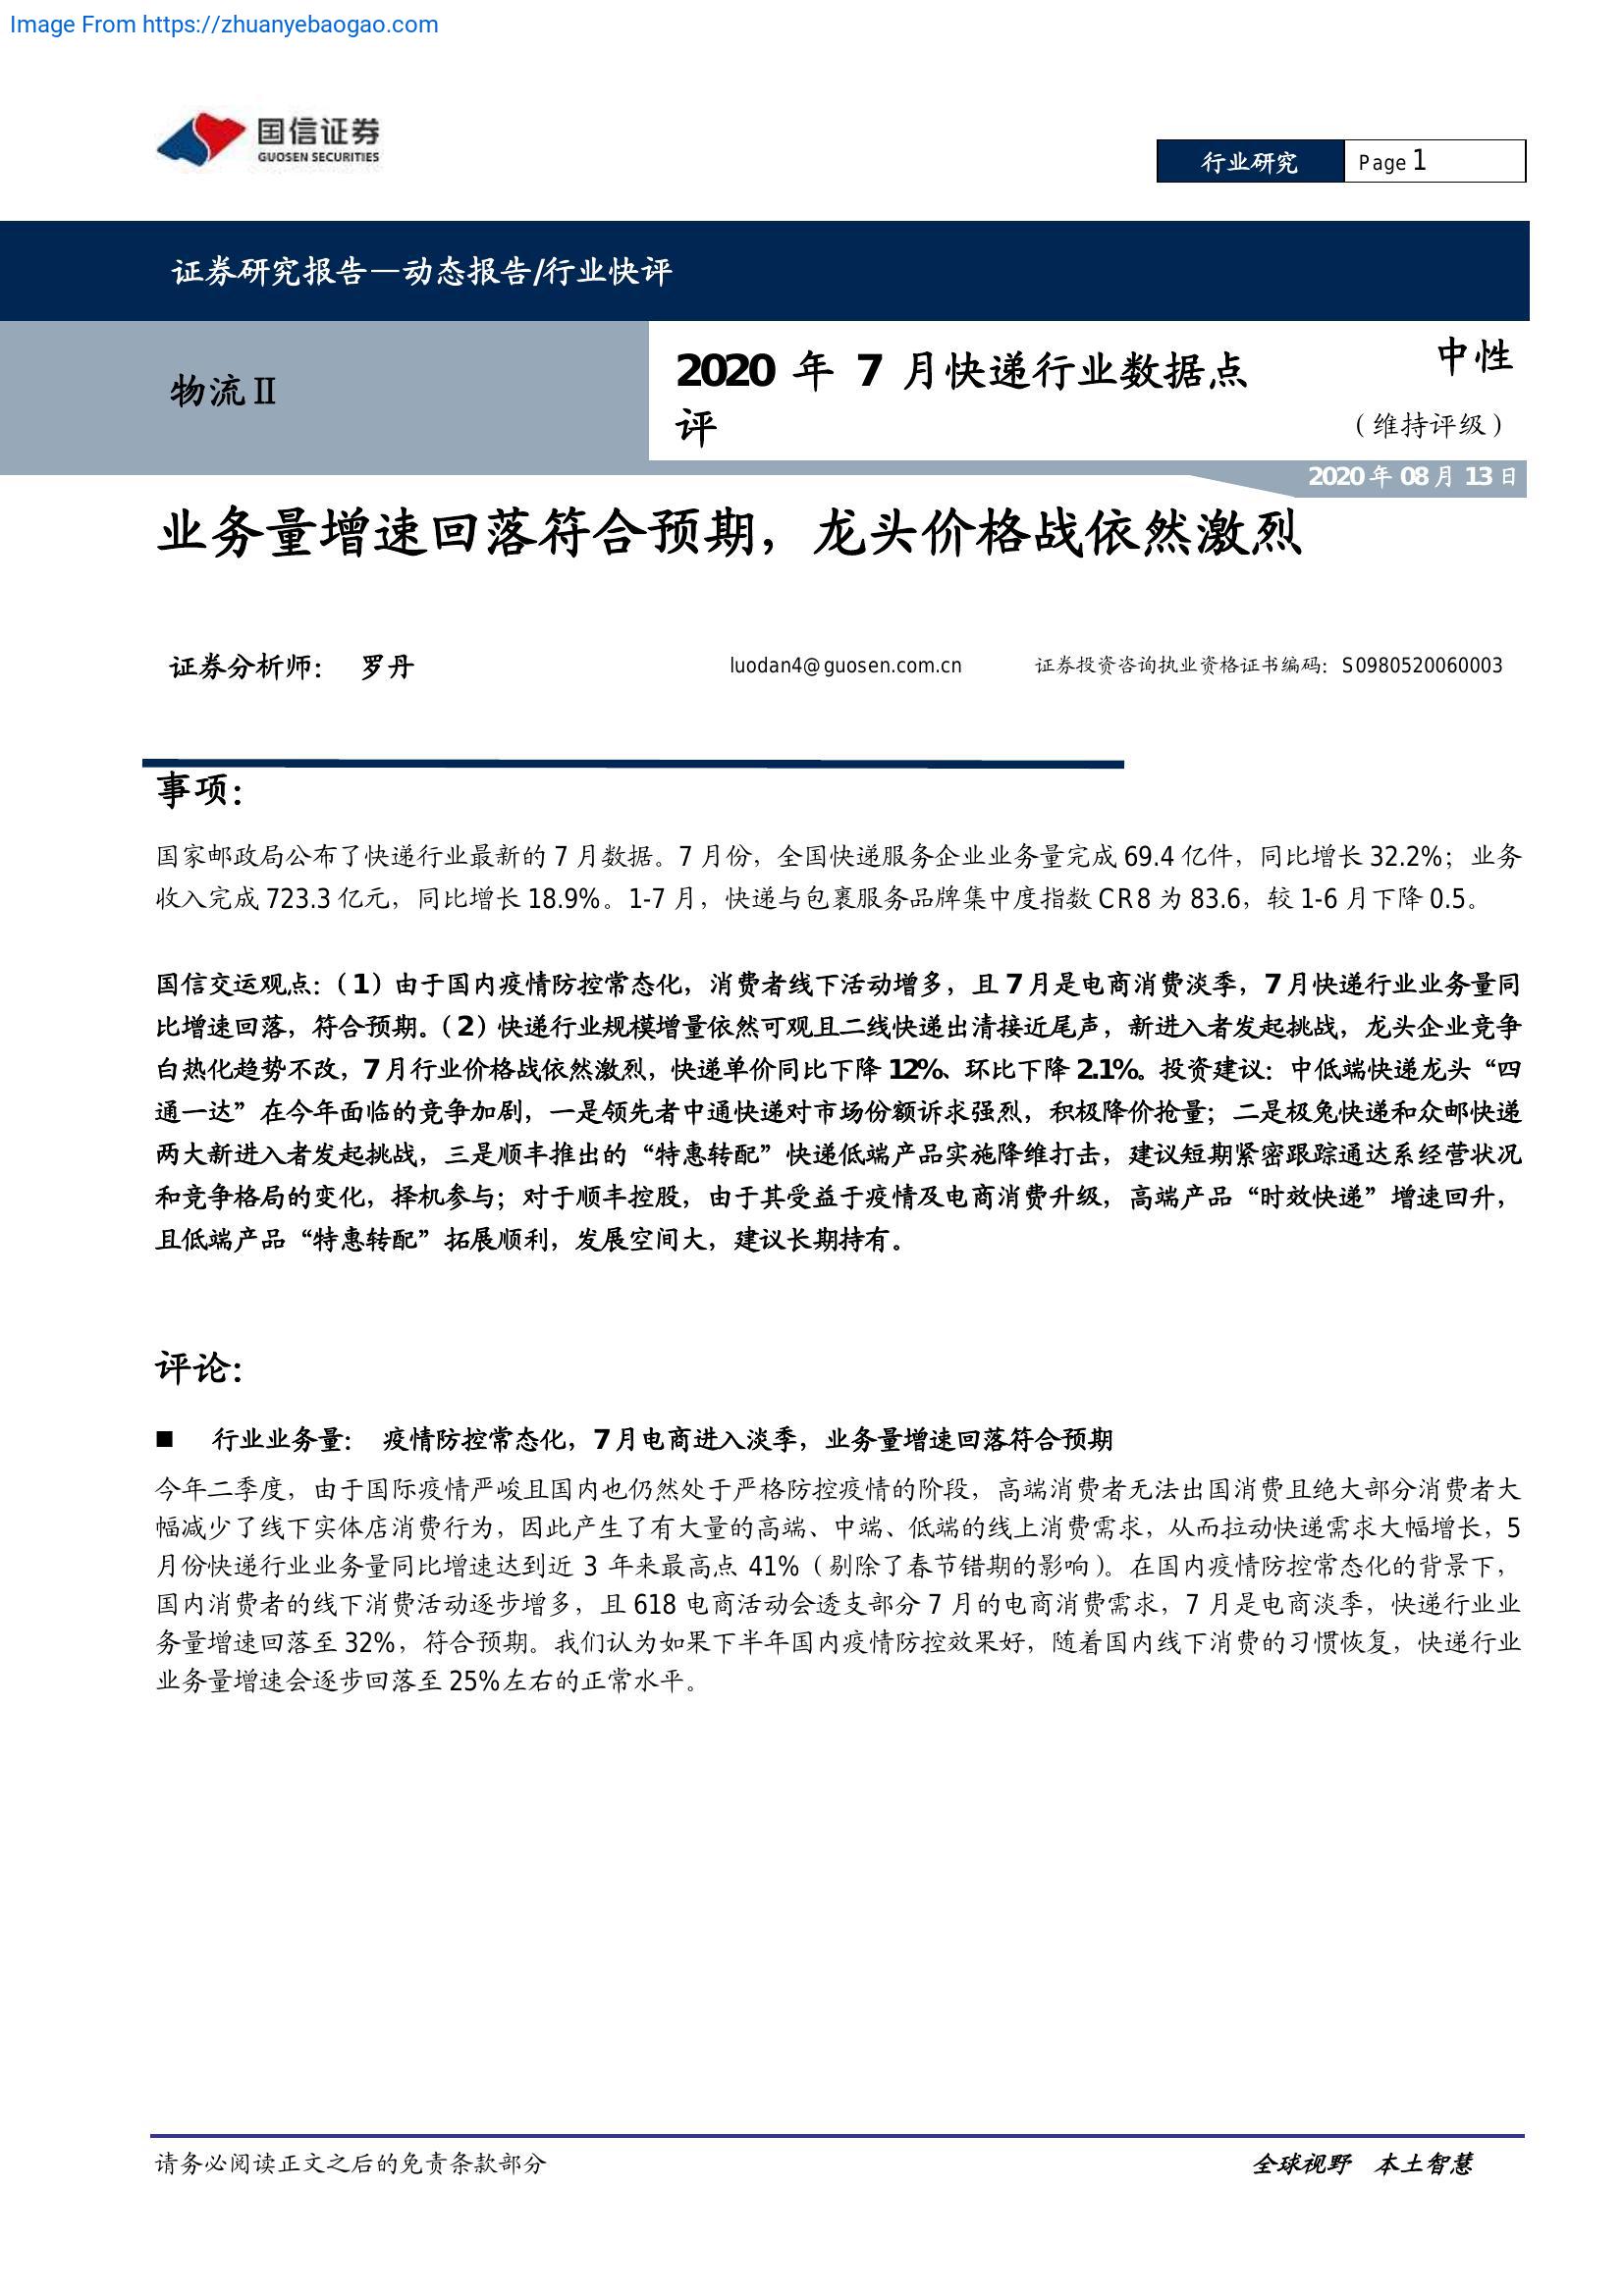 Image From https://zhuanyebaogao.com
国信证券
GUOSEN SECURITIES
行业研究 Page 1
证券研究报告—动态报告/行业快评
物流Ⅱ
2020 年 7 月快递行业数据点
评
中性
（维持评级）
2020 年 08 月 13 日
业务量增速回落符合预期，龙头价格战依然激烈
证券分析师： 罗丹 luodan4@guosen.com.cn 证券投资咨询执业资格证书编码：S0980520060003
事项：
国家邮政局公布了快递行业最新的 7 月数据。7 月份，全国快递服务企业业务量完成 69.4 亿件，同比增长 32.2%；业务
收入完成 723.3 亿元，同比增长 18.9%。1-7 月，快递与包裹服务品牌集中度指数 CR8 为 83.6，较 1-6 月下降 0.5。
国信交运观点：（1）由于国内疫情防控常态化，消费者线下活动增多，且 7 月是电商消费淡季，7 月快递行业业务量同
比增速回落，符合预期。（2）快递行业规模增量依然可观且二线快递出清接近尾声，新进入者发起挑战，龙头企业竞争
白热化趋势不改，7 月行业价格战依然激烈，快递单价同比下降 12%、环比下降 2.1%。投资建议：中低端快递龙头“四
通一达”在今年面临的竞争加剧，一是领先者中通快递对市场份额诉求强烈，积极降价抢量；二是极兔快递和众邮快递
两大新进入者发起挑战，三是顺丰推出的“特惠转配”快递低端产品实施降维打击，建议短期紧密跟踪通达系经营状况
和竞争格局的变化，择机参与；对于顺丰控股，由于其受益于疫情及电商消费升级，高端产品“时效快递”增速回升，
且低端产品“特惠转配”拓展顺利，发展空间大，建议长期持有。
评论：
■ 行业业务量： 疫情防控常态化，7 月电商进入淡季，业务量增速回落符合预期
今年二季度，由于国际疫情严峻且国内也仍然处于严格防控疫情的阶段，高端消费者无法出国消费且绝大部分消费者大
幅减少了线下实体店消费行为，因此产生了有大量的高端、中端、低端的线上消费需求，从而拉动快递需求大幅增长，5
月份快递行业业务量同比增速达到近 3 年来最高点 41%（剔除了春节错期的影响）。在国内疫情防控常态化的背景下，
国内消费者的线下消费活动逐步增多，且 618 电商活动会透支部分 7 月的电商消费需求，7 月是电商淡季，快递行业业
务量增速回落至 32%，符合预期。我们认为如果下半年国内疫情防控效果好，随着国内线下消费的习惯恢复，快递行业
业务量增速会逐步回落至 25%左右的正常水平。
请务必阅读正文之后的免责条款部分 全球视野 本土智慧